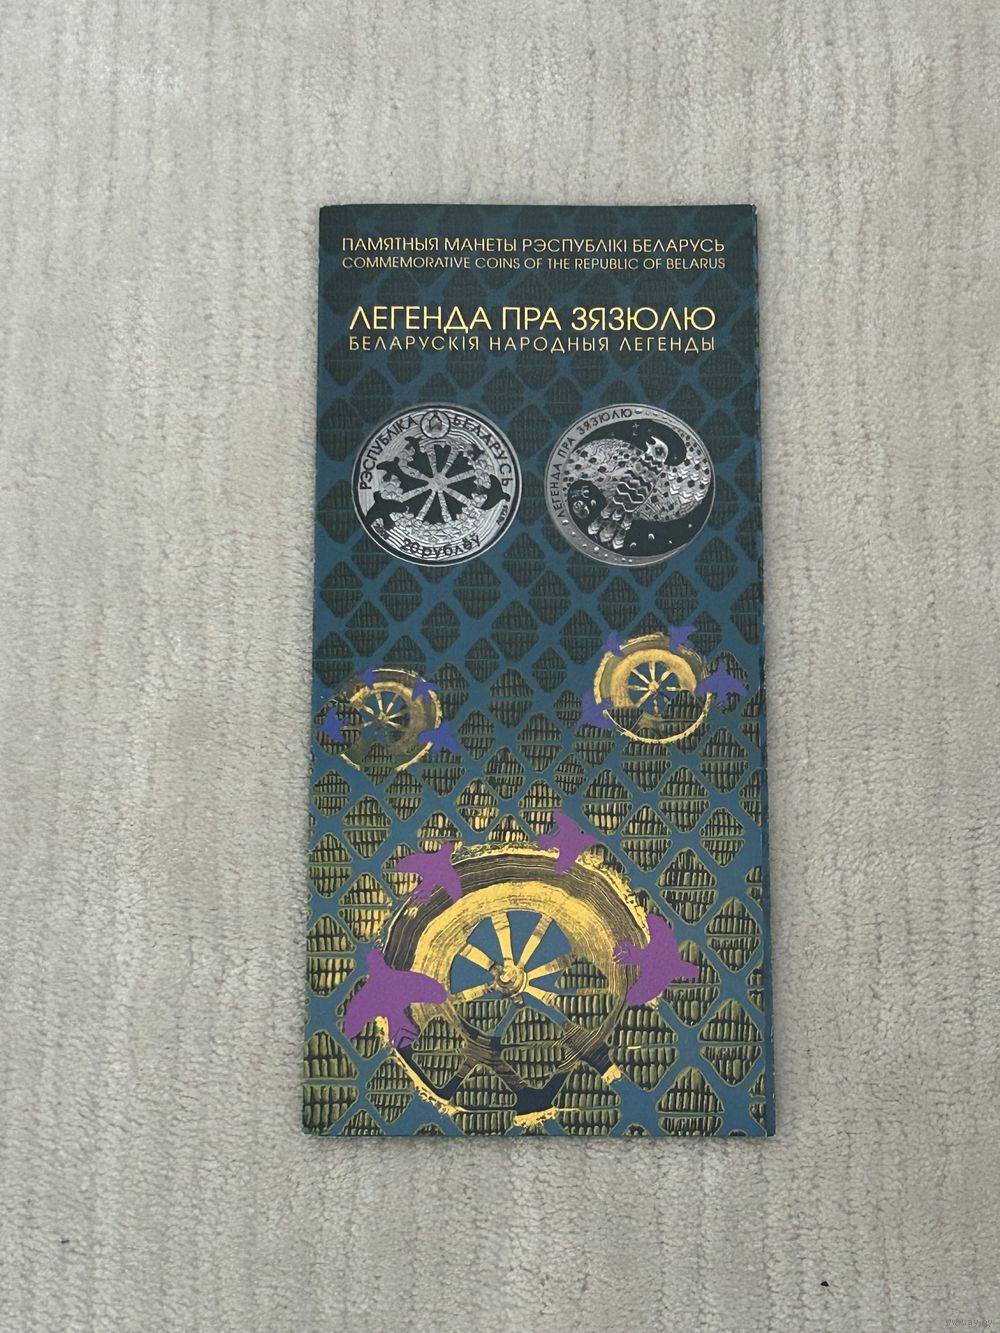 ПАМЯТНЫЯ МАНЕТЫ РЭСПУБЛІКІ БЕЛАРУСЬ
COMMEMORATIVE COINS OF THE REPUBLIC OF BELARUS
ЛЕГЕНДА ПРА ЗЯЗЮЛЮ
БЕЛАРУСКІЯ НАРОДНЫЯ ЛЕГЕНДЫ
РЭСПУБЛІКА БЕЛАРУСЬ
20 рублёў
ЛЕГЕНДА ПРА ЗЯЗЮЛЮ